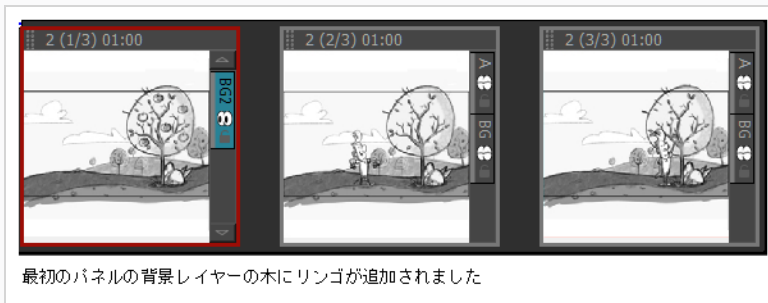 2 (1/3) 01:00
BG2
2 (2/3) 01:00
A
BG
2 (3/3) 01:00
A
BG
最初のパネルの背景レイヤーの木にリンゴが追加されました